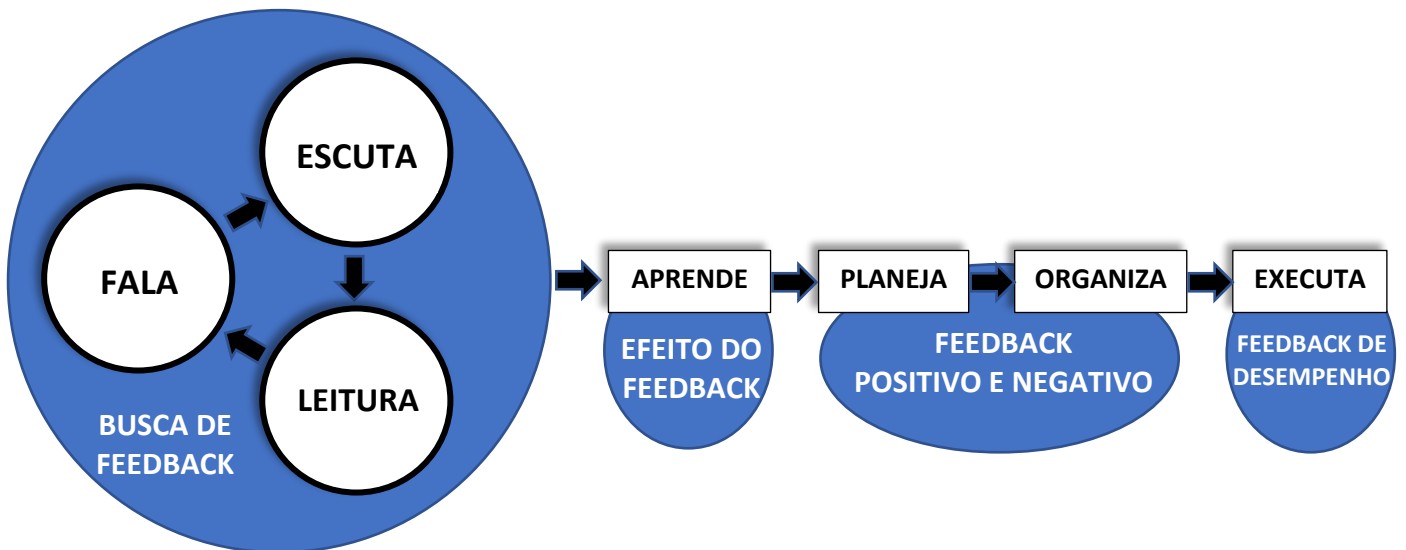 ESCUTA
FALA
LEITURA
BUSCA DE
FEEDBACK
APRENDE
EFEITO DO
FEEDBACK
PLANEJA
ORGANIZA
FEEDBACK
POSITIVO E NEGATIVO
EXECUTA
FEEDBACK DE
DESEMPENHO